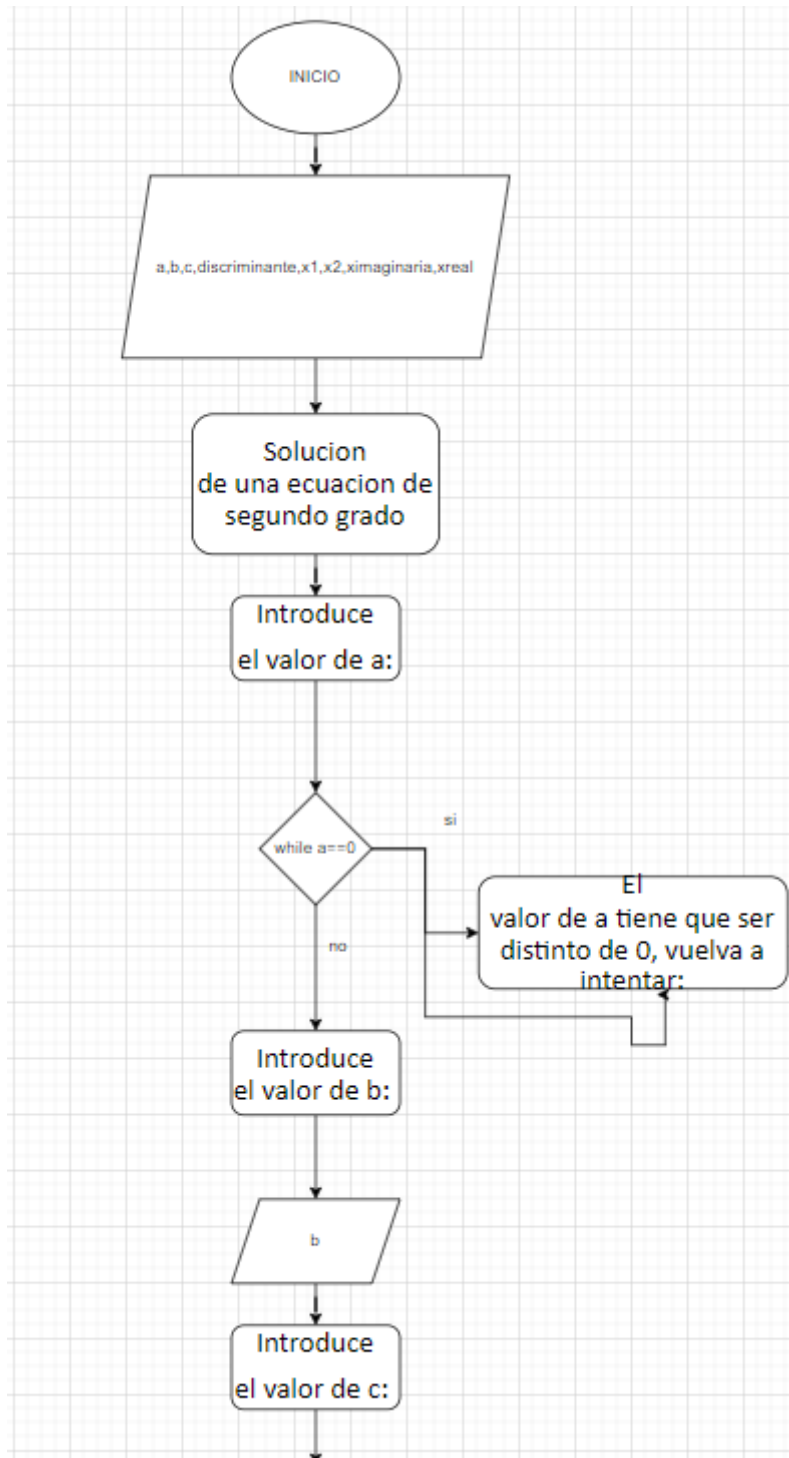 INICIO
a,b,c,discriminante,x1,x2,ximaginaria,xreal
Solucion
de una ecuacion de
segundo grado
Introduce
el valor de a:
while a==0
si
El
valor de a tiene que ser
distinto de 0, vuelva a
intentar:
no
Introduce
el valor de b:
b
Introduce
el valor de c: